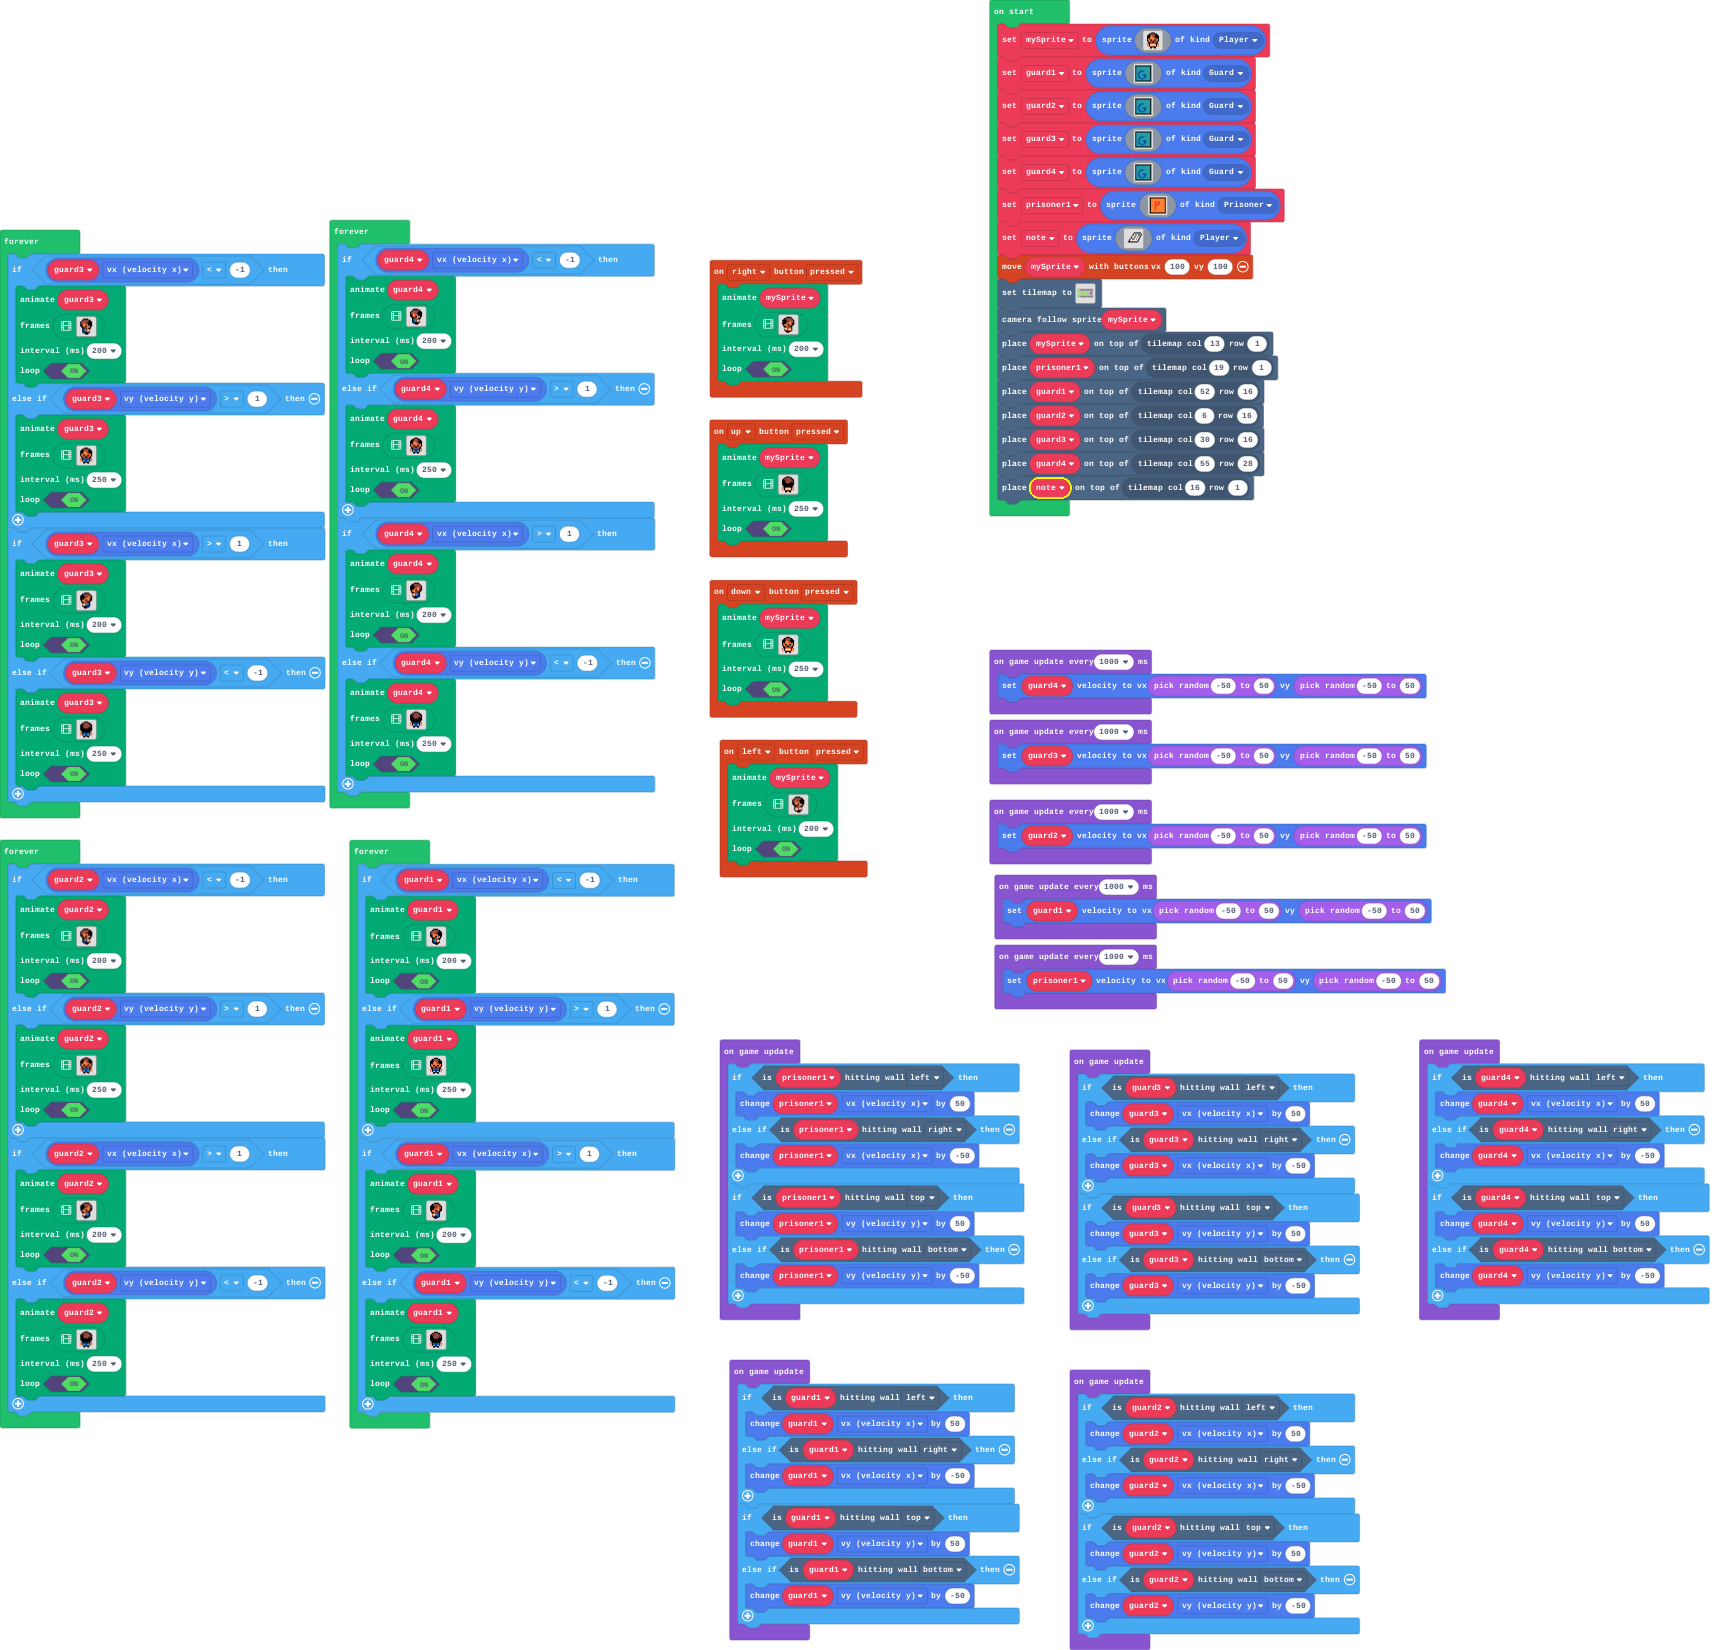 on start
set mySprite to sprite of kind Player
set guard1 to sprite of kind Guard
set guard2 to sprite of kind Guard
set guard3 to sprite of kind Guard
set guard4 to sprite of kind Guard
set prisoner1 to sprite of kind Prisoner
set note to sprite of kind Player
move mySprite with buttons vx 100 vy 100
set tilemap to
camera follow sprite mySprite
place mySprite on top of tilemap col 13 row 1
place prisoner1 on top of tilemap col 19 row 1
place guard1 on top of tilemap col 52 row 16
place guard2 on top of tilemap col 6 row 16
place guard3 on top of tilemap col 30 row 16
place guard4 on top of tilemap col 55 row 28
place note on top of tilemap col 16 row 1
forever
if guard3 vx (velocity x) < -1 then
animate guard3
frames
interval (ms) 200
loop ON
else if guard3 vy (velocity y) > 1 then
animate guard3
frames
interval (ms) 250
loop ON
if guard3 vx (velocity x) > 1 then
animate guard3
frames
interval (ms) 200
loop ON
else if guard3 vy (velocity y) < -1 then
animate guard3
frames
interval (ms) 250
loop ON
forever
if guard4 vx (velocity x) < -1 then
animate guard4
frames
interval (ms) 200
loop ON
else if guard4 vy (velocity y) > 1 then
animate guard4
frames
interval (ms) 250
loop ON
if guard4 vx (velocity x) > 1 then
animate guard4
frames
interval (ms) 200
loop ON
else if guard4 vy (velocity y) < -1 then
animate guard4
frames
interval (ms) 250
loop ON
on right button pressed
animate mySprite
frames
interval (ms) 200
loop ON
on up button pressed
animate mySprite
frames
interval (ms) 250
loop ON
on down button pressed
animate mySprite
frames
interval (ms) 250
loop ON
on left button pressed
animate mySprite
frames
interval (ms) 200
loop ON
on game update every 1000 ms
set guard4 velocity to vx pick random -50 to 50 vy pick random -50 to 50
on game update every 1000 ms
set guard3 velocity to vx pick random -50 to 50 vy pick random -50 to 50
on game update every 1000 ms
set guard2 velocity to vx pick random -50 to 50 vy pick random -50 to 50
on game update every 1000 ms
set guard1 velocity to vx pick random -50 to 50 vy pick random -50 to 50
on game update every 1000 ms
set prisoner1 velocity to vx pick random -50 to 50 vy pick random -50 to 50
forever
if guard2 vx (velocity x) < -1 then
animate guard2
frames
interval (ms) 200
loop ON
else if guard2 vy (velocity y) > 1 then
animate guard2
frames
interval (ms) 250
loop ON
if guard2 vx (velocity x) > 1 then
animate guard2
frames
interval (ms) 200
loop ON
else if guard2 vy (velocity y) < -1 then
animate guard2
frames
interval (ms) 250
loop ON
forever
if guard1 vx (velocity x) < -1 then
animate guard1
frames
interval (ms) 200
loop ON
else if guard1 vy (velocity y) > 1 then
animate guard1
frames
interval (ms) 250
loop ON
if guard1 vx (velocity x) > 1 then
animate guard1
frames
interval (ms) 200
loop ON
else if guard1 vy (velocity y) < -1 then
animate guard1
frames
interval (ms) 250
loop ON
on game update
if is prisoner1 hitting wall left then
change prisoner1 vx (velocity x) by 50
else if is prisoner1 hitting wall right then
change prisoner1 vx (velocity x) by -50
if is prisoner1 hitting wall top then
change prisoner1 vy (velocity y) by 50
else if is prisoner1 hitting wall bottom then
change prisoner1 vy (velocity y) by -50
on game update
if is guard3 hitting wall left then
change guard3 vx (velocity x) by 50
else if is guard3 hitting wall right then
change guard3 vx (velocity x) by -50
if is guard3 hitting wall top then
change guard3 vy (velocity y) by 50
else if is guard3 hitting wall bottom then
change guard3 vy (velocity y) by -50
on game update
if is guard4 hitting wall left then
change guard4 vx (velocity x) by 50
else if is guard4 hitting wall right then
change guard4 vx (velocity x) by -50
if is guard4 hitting wall top then
change guard4 vy (velocity y) by 50
else if is guard4 hitting wall bottom then
change guard4 vy (velocity y) by -50
on game update
if is guard1 hitting wall left then
change guard1 vx (velocity x) by 50
else if is guard1 hitting wall right then
change guard1 vx (velocity x) by -50
if is guard1 hitting wall top then
change guard1 vy (velocity y) by 50
else if is guard1 hitting wall bottom then
change guard1 vy (velocity y) by -50
on game update
if is guard2 hitting wall left then
change guard2 vx (velocity x) by 50
else if is guard2 hitting wall right then
change guard2 vx (velocity x) by -50
if is guard2 hitting wall top then
change guard2 vy (velocity y) by 50
else if is guard2 hitting wall bottom then
change guard2 vy (velocity y) by -50